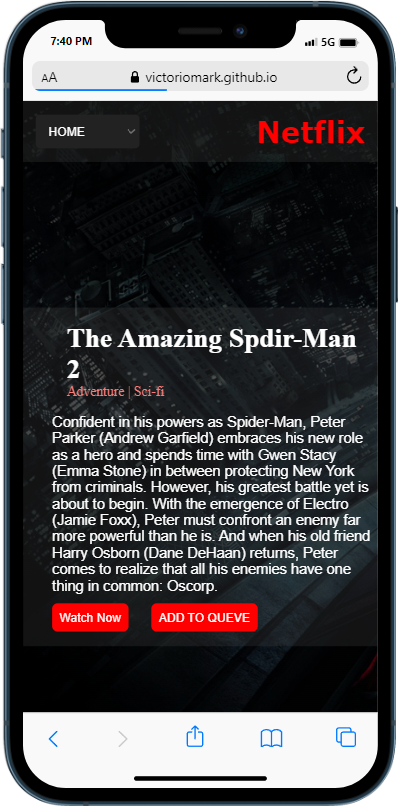 7:40 PM 5G
AA victoriomark.github.io
HOME Netflix
The Amazing Spdir-Man
2
Adventure | Sci-fi
Confident in his powers as Spider-Man, Peter
Parker (Andrew Garfield) embraces his new role
as a hero and spends time with Gwen Stacy
(Emma Stone) in between protecting New York
from criminals. However, his greatest battle yet is
about to begin. With the emergence of Electro
(Jamie Foxx), Peter must confront an enemy far
more powerful than he is. And when his old friend
Harry Osborn (Dane DeHaan) returns, Peter
comes to realize that all his enemies have one
thing in common: Oscorp.
Watch Now ADD TO QUEVE